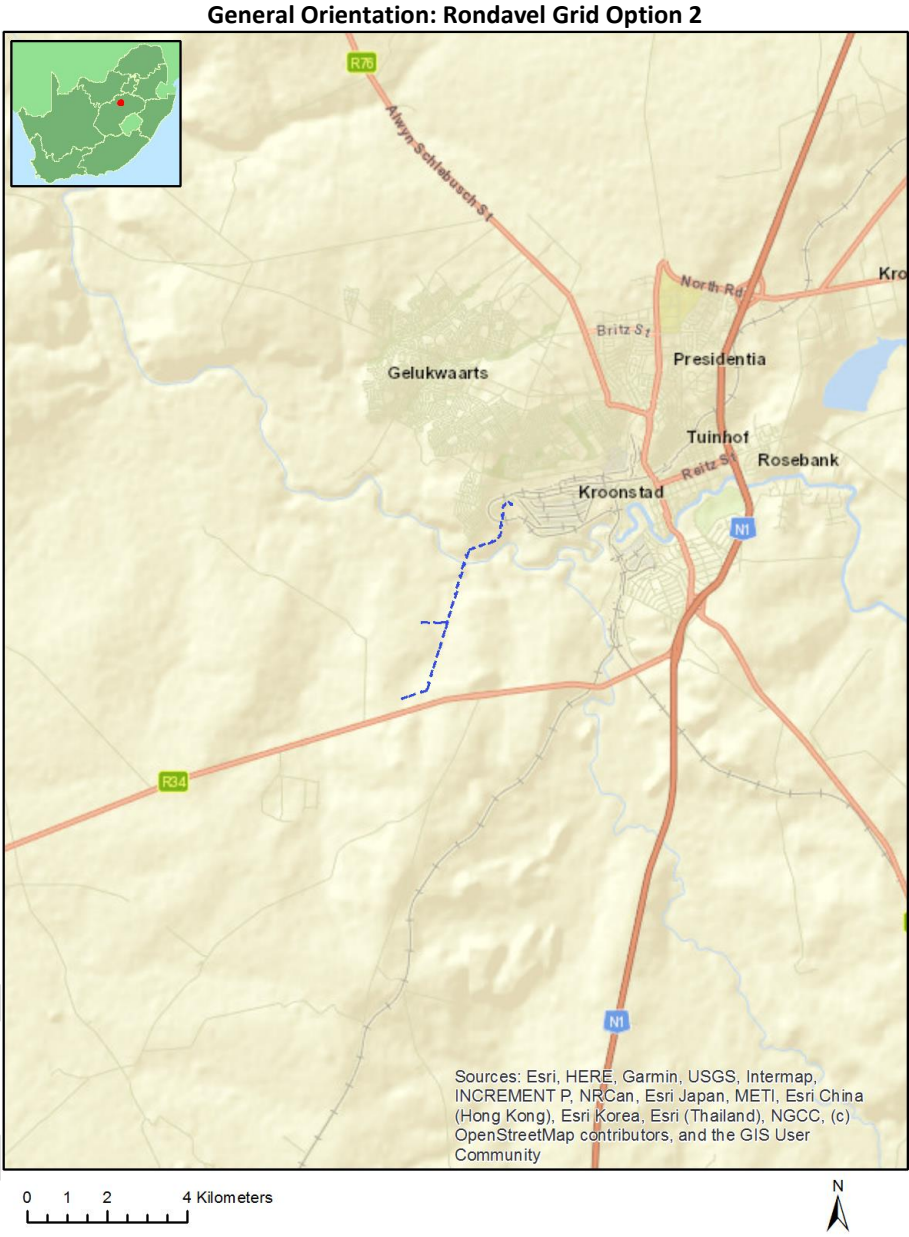 General Orientation: Rondavel Grid Option 2
R76
Alwyn Schlebusch St
North Rd
Kro
Britz St
Presidentia
Gelukwaarts
Tuinhof
Reitz St
Rosebank
Kroonstad
N1
R34
N1
Sources: Esri, HERE, Garmin, USGS, Intermap,
INCREMENT P, NRCan, Esri Japan, METI, Esri China
(Hong Kong), Esri Korea, Esri (Thailand), NGCC, (c)
OpenStreetMap contributors, and the GIS User
Community
0 1 2 4 Kilometers
N